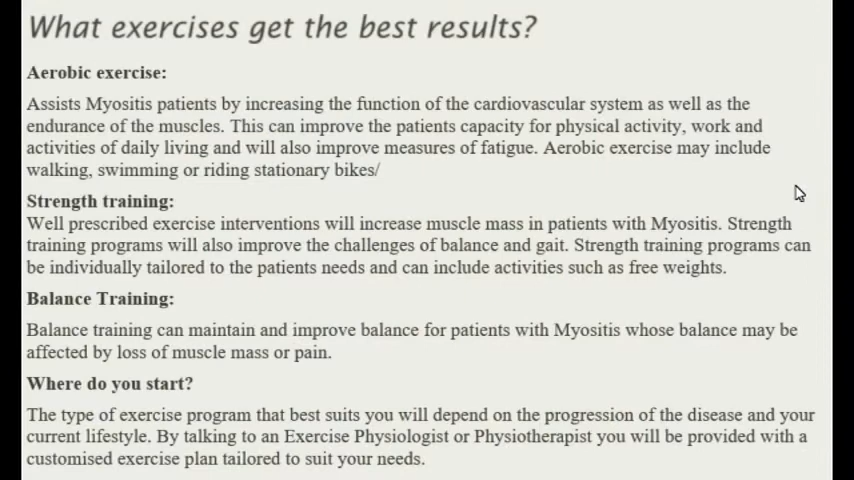 What exercises get the best results?
Aerobic exercise:
Assists Myositis patients by increasing the function of the cardiovascular system as well as the
endurance of the muscles. This can improve the patients capacity for physical activity, work and
activities of daily living and will also improve measures of fatigue. Aerobic exercise may include
walking, swimming or riding stationary bikes/
Strength training:
Well prescribed exercise interventions will increase muscle mass in patients with Myositis. Strength
training programs will also improve the challenges of balance and gait. Strength training programs can
be individually tailored to the patients needs and can include activities such as free weights.
Balance Training:
Balance training can maintain and improve balance for patients with Myositis whose balance may be
affected by loss of muscle mass or pain.
Where do you start?
The type of exercise program that best suits you will depend on the progression of the disease and your
current lifestyle. By talking to an Exercise Physiologist or Physiotherapist you will be provided with a
customised exercise plan tailored to suit your needs.